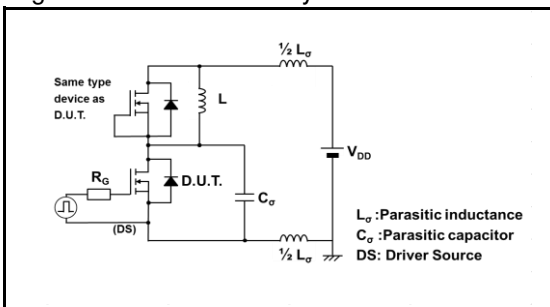 ½ Lσ
Same type
device as
D.U.T.
L
VDD
RG
D.U.T.
Cσ
(DS)
½ Lσ
Lσ :Parasitic inductance
Cσ :Parasitic capacitor
DS: Driver Source